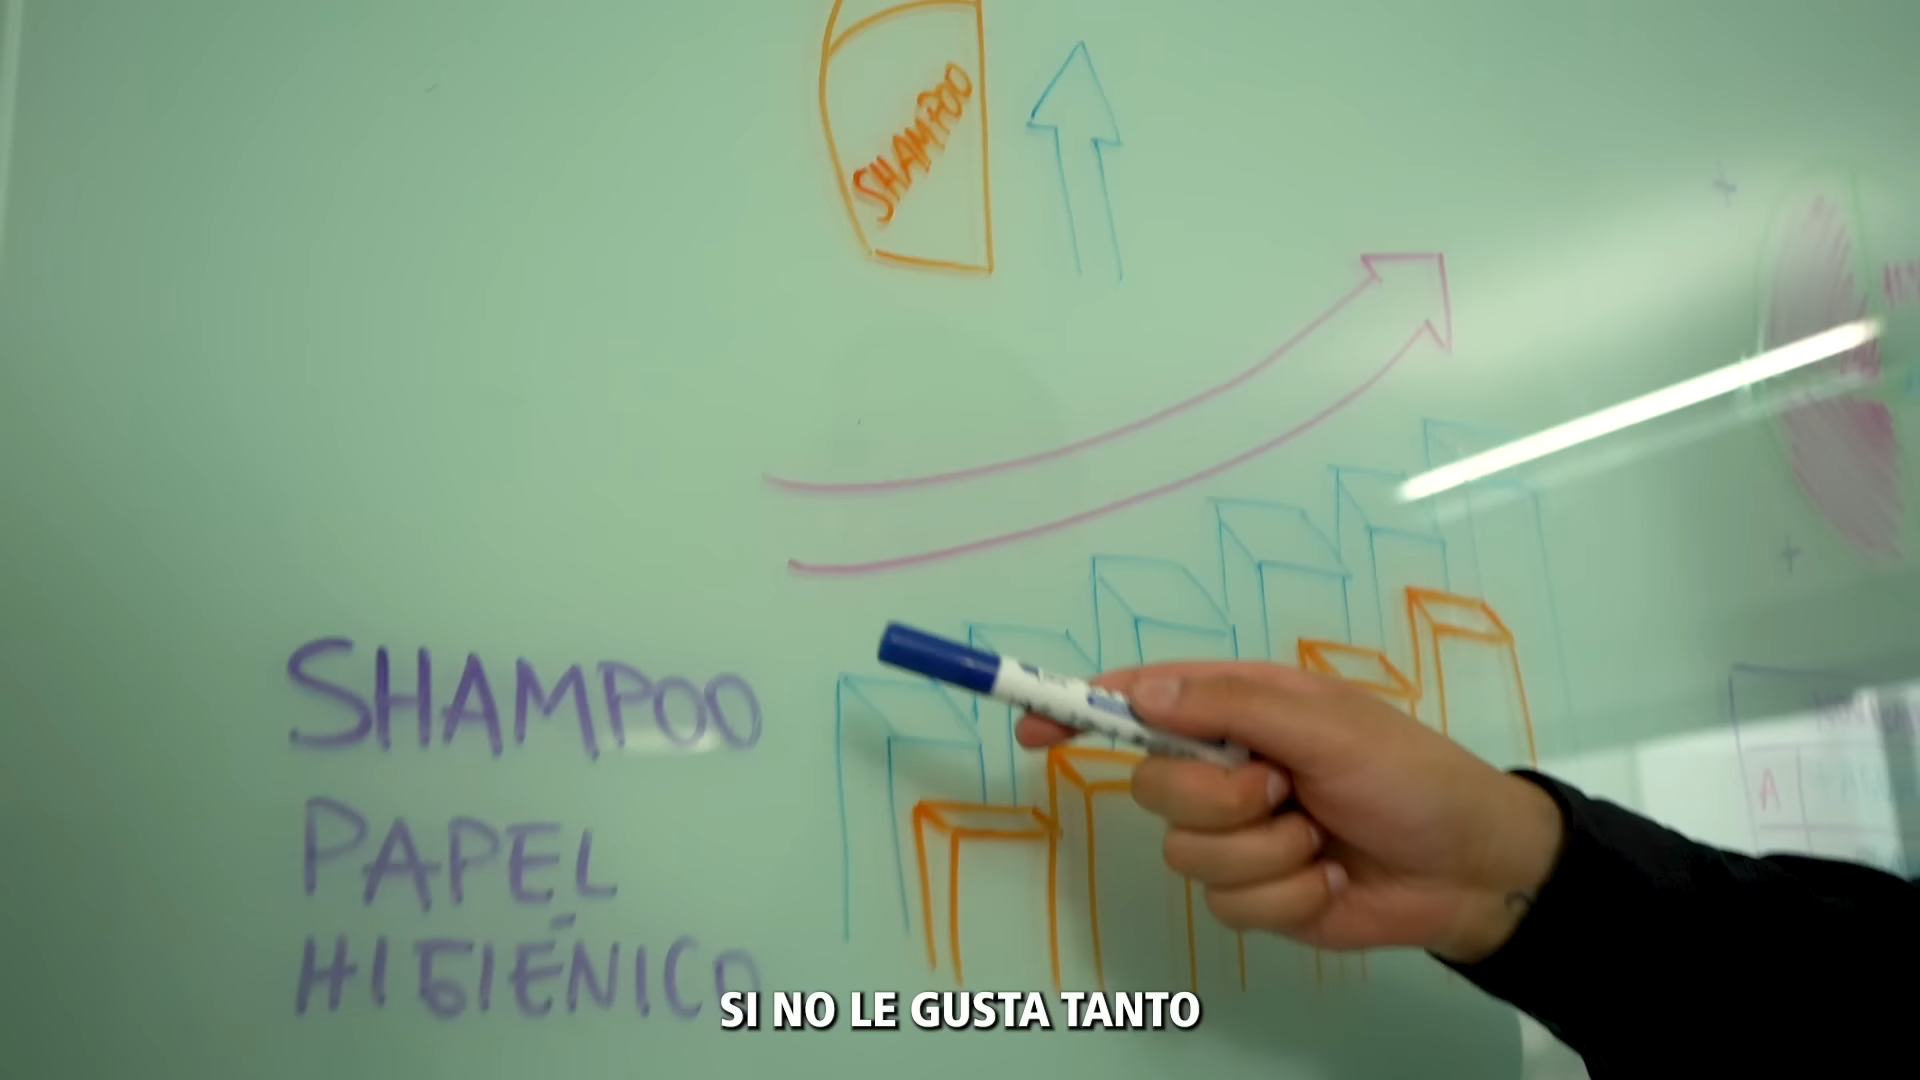 SHAMPOO
SHAMPOO
PAPEL
HIGIÉNICO
A
SI NO LE GUSTA TANTO